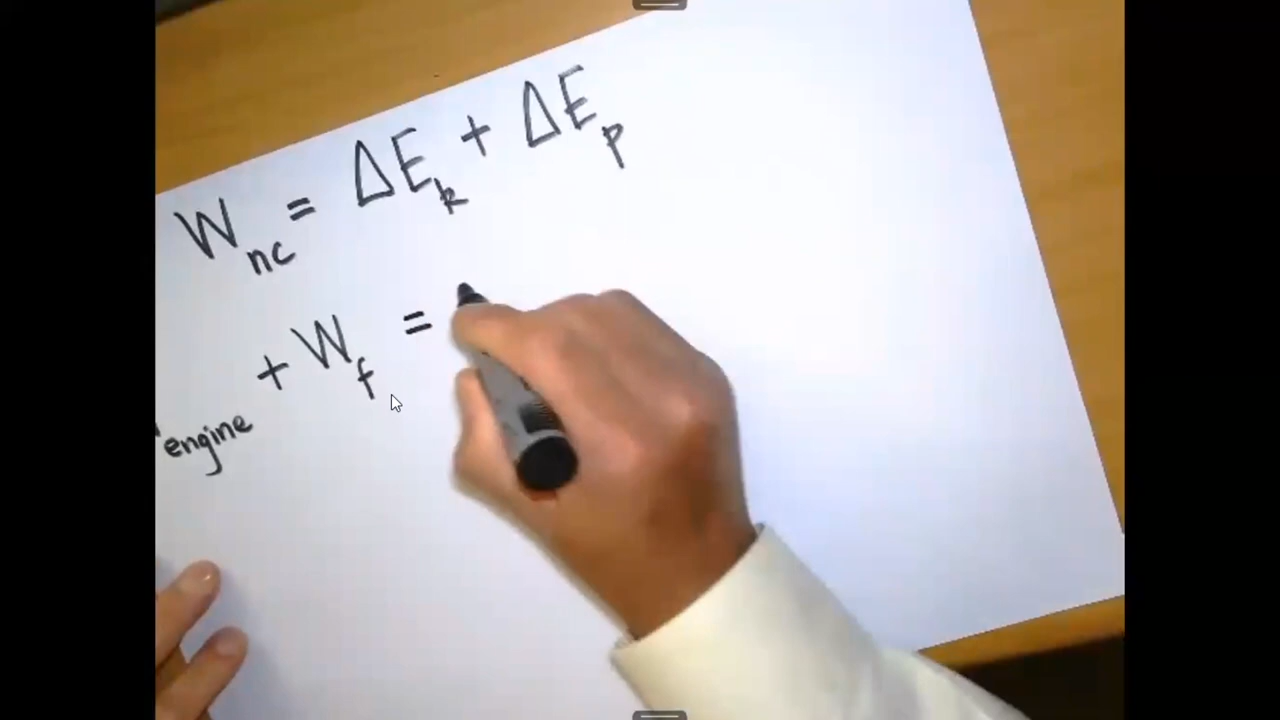 W_nc = ΔE_k + ΔE_p
engine + W_f =